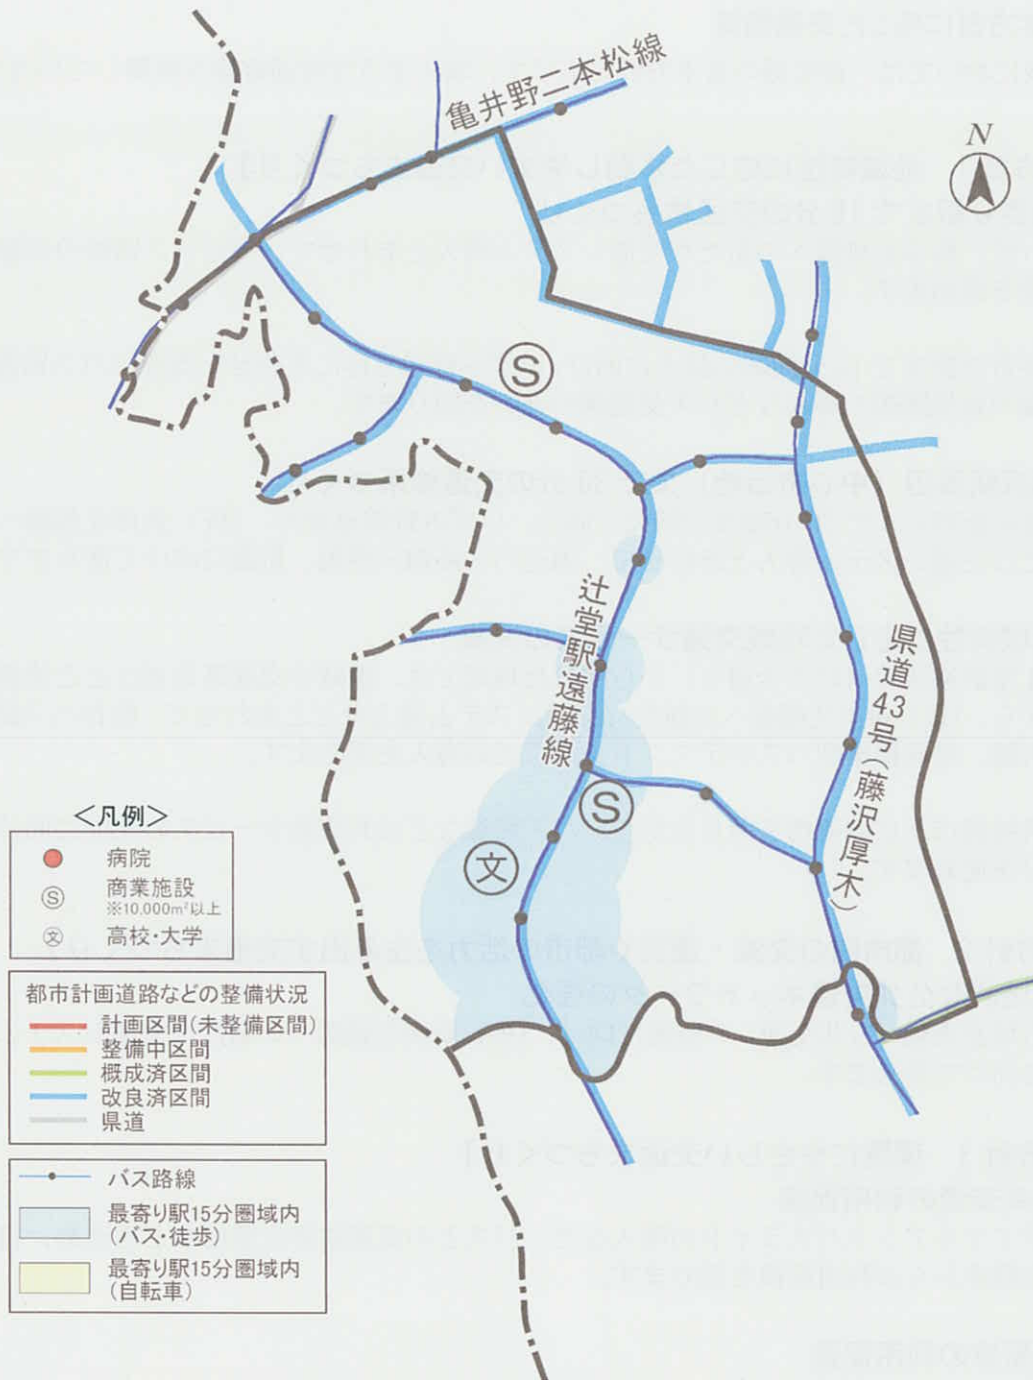 亀井野二本松線
N
S
辻堂駅遠藤線
県道43号(藤沢厚木)
S
文
<凡例>
病院
S 商業施設
※10,000m²以上
文 高校・大学
都市計画道路などの整備状況
計画区間(未整備区間)
整備中区間
概成済区間
改良済区間
県道
バス路線
最寄り駅15分圏域内
(バス・徒歩)
最寄り駅15分圏域内
(自転車)